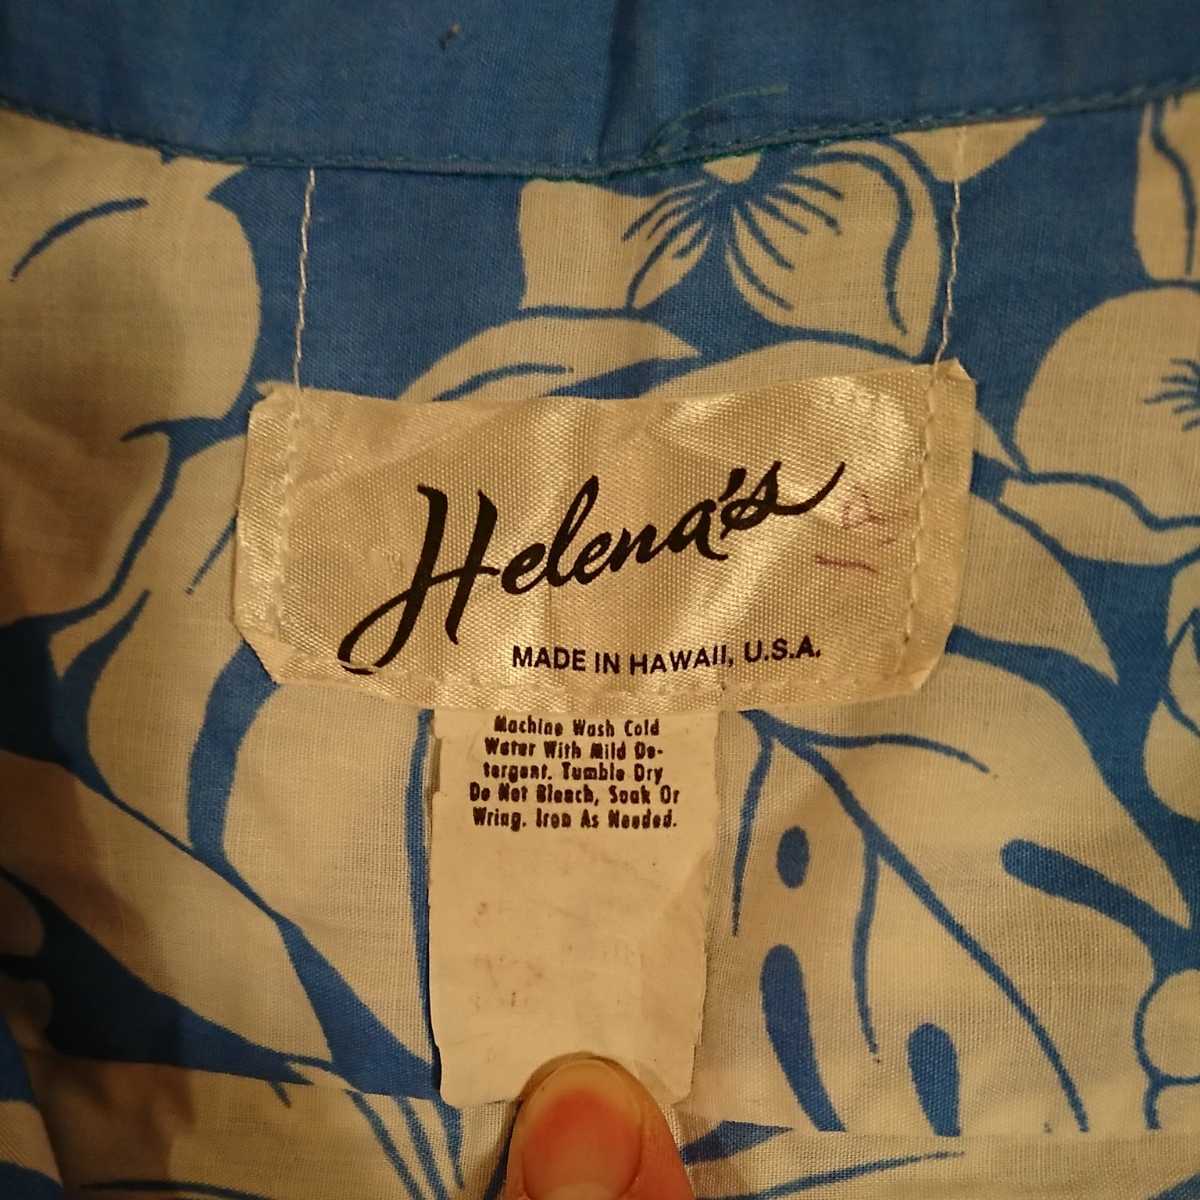 Helena's
MADE IN HAWAII, U.S.A.
Machine Wash Cold
Water With Mild De-
tergent. Tumble Dry
Do Not Bleach, Soak Or
Wring. Iron As Needed.